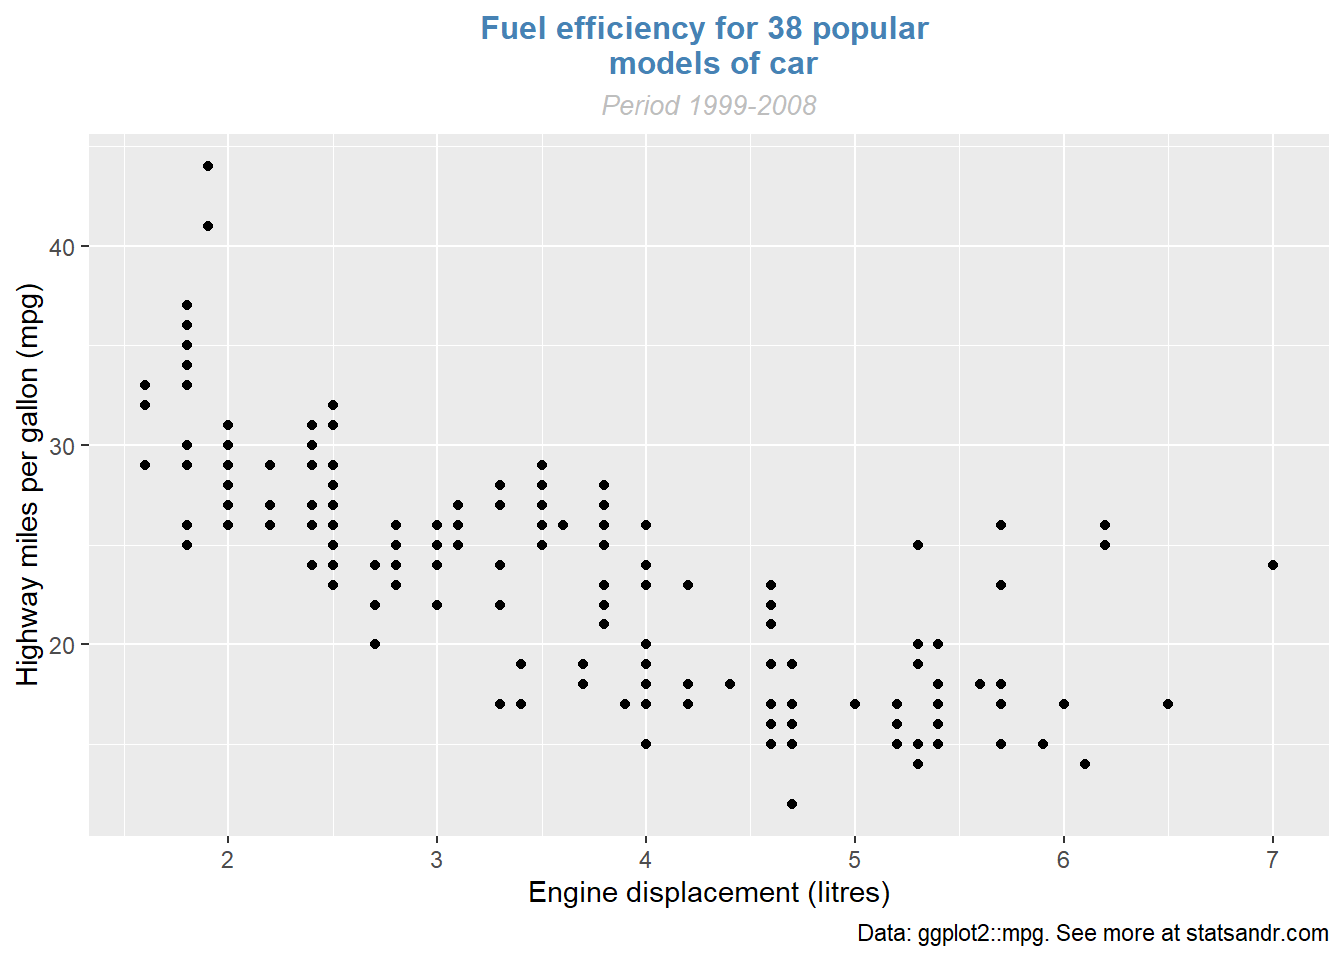 Fuel efficiency for 38 popular
models of car
Period 1999-2008
Highway miles per gallon (mpg)
40
30
20
2 3 4 5 6 7
Engine displacement (litres)
Data: ggplot2::mpg. See more at statsandr.com